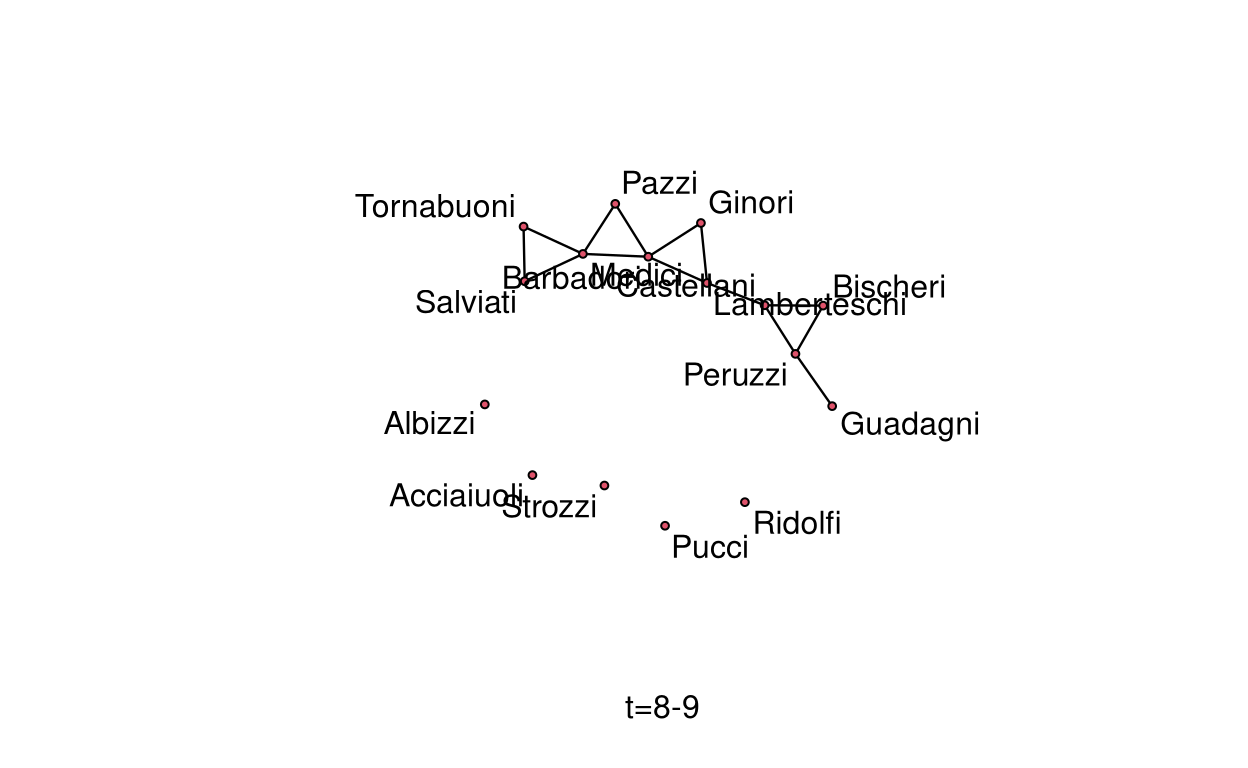 Pazzi
Ginori
Tornabuoni
Medici
Barbadori
Castellani
Bischeri
Salviati
Lamberteschi
Peruzzi
Albizzi
Guadagni
Acciaiuoli
Strozzi
Ridolfi
Pucci
t=8-9